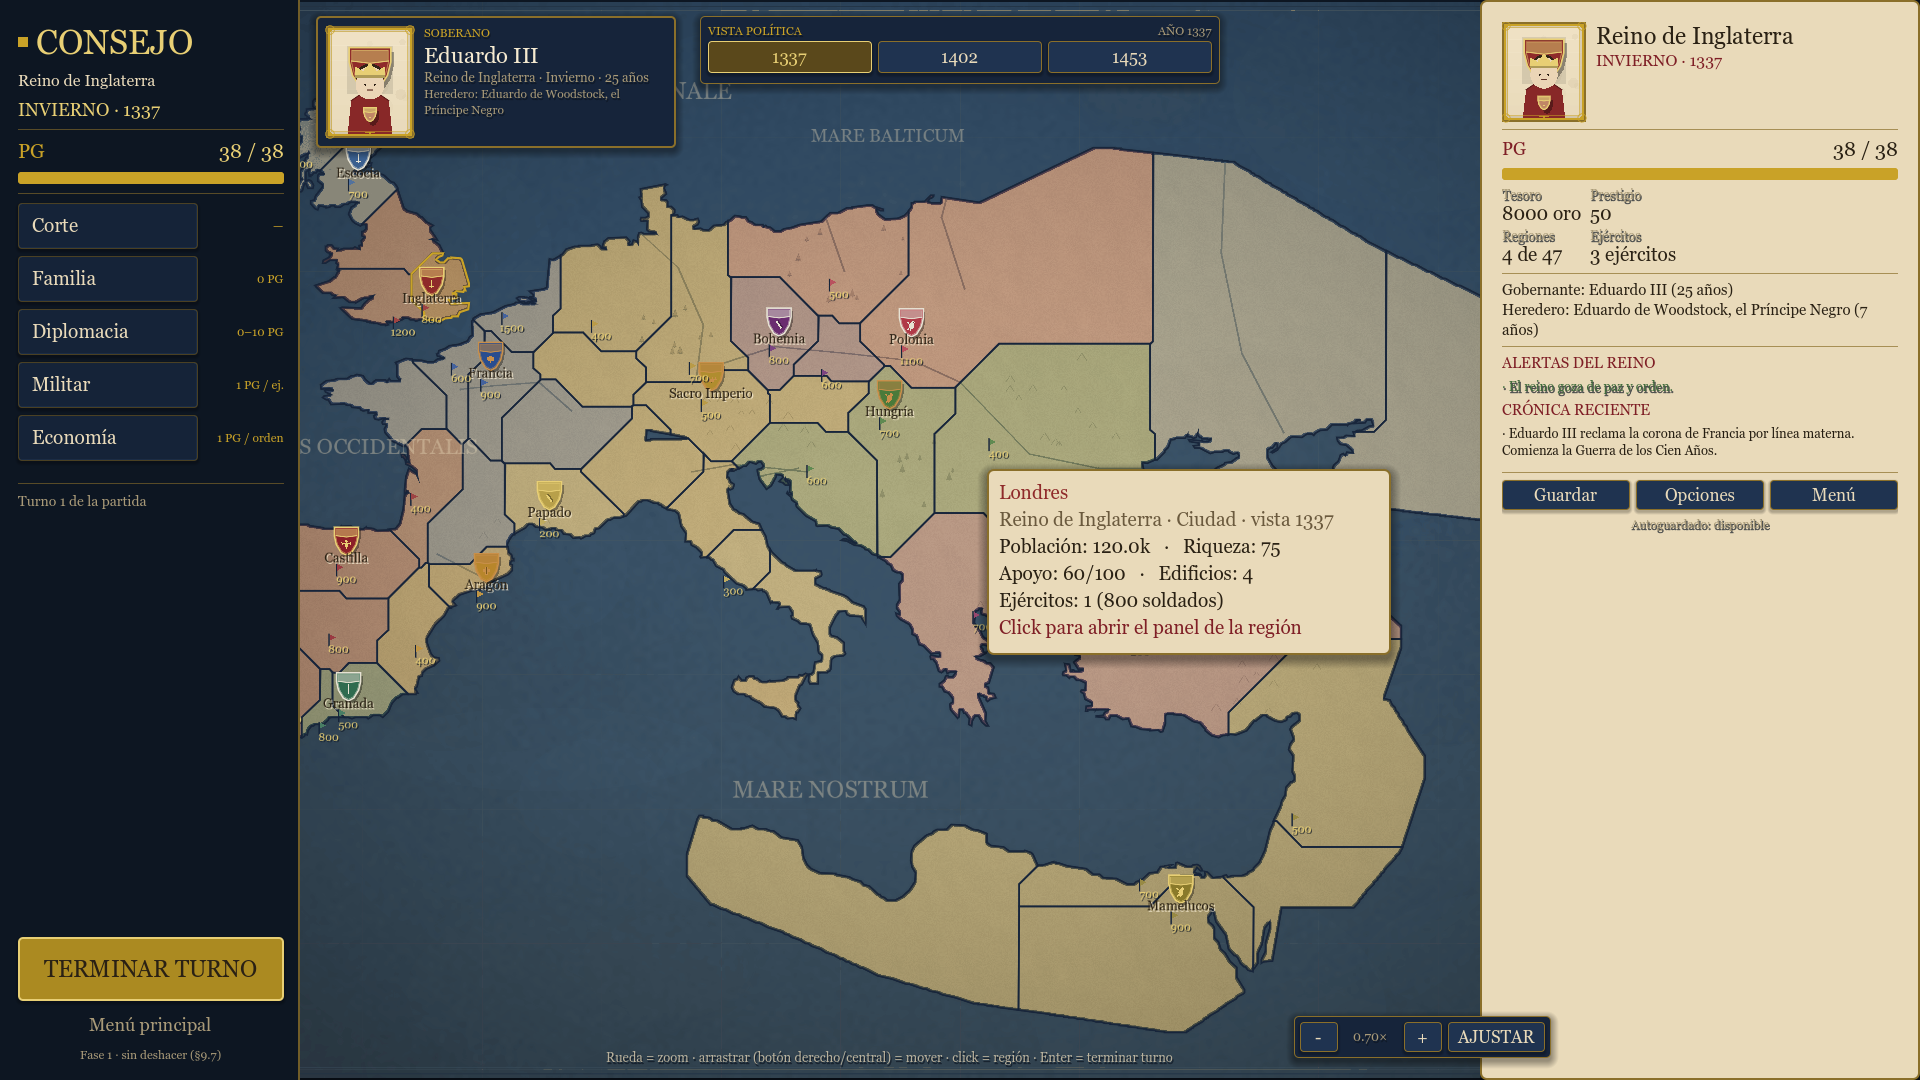 CONSEJO
Reino de Inglaterra
INVIERNO · 1337
PG 38 / 38
Corte –
Familia 0 PG
Diplomacia 0–10 PG
Militar 1 PG / ej.
Economía 1 PG / orden
Turno 1 de la partida
TERMINAR TURNO
Menú principal
Fase 1 · sin deshacer (§9.7)
SOBERANO
Eduardo III
Reino de Inglaterra · Invierno · 25 años
Heredero: Eduardo de Woodstock, el
Príncipe Negro
VISTA POLÍTICA AÑO 1337
1337 1402 1453
NALE
MARE BALTICUM
00
Escocia
700
Inglaterra
800
1200
1500
400
500
Bohemia
800
Polonia
1100
Francia
600
900
700
Sacro Imperio
500
600
Hungría
700
S OCCIDENTALIS
400
600
400
Papado
200
Castilla
900
Aragón
900
300
800
400
700
Granada
500
800
Londres
Reino de Inglaterra · Ciudad · vista 1337
Población: 120.0k · Riqueza: 75
Apoyo: 60/100 · Edificios: 4
Ejércitos: 1 (800 soldados)
Click para abrir el panel de la región
MARE NOSTRUM
500
700
Mamelucos
900
Rueda = zoom · arrastrar (botón derecho/central) = mover · click = región · Enter = terminar turno
- 0.70× + AJUSTAR
Reino de Inglaterra
INVIERNO · 1337
PG 38 / 38
Tesoro Prestigio
8000 oro 50
Regiones Ejércitos
4 de 47 3 ejércitos
Gobernante: Eduardo III (25 años)
Heredero: Eduardo de Woodstock, el Príncipe Negro (7
años)
ALERTAS DEL REINO
· El reino goza de paz y orden.
CRÓNICA RECIENTE
· Eduardo III reclama la corona de Francia por línea materna.
Comienza la Guerra de los Cien Años.
Guardar Opciones Menú
Autoguardado: disponible